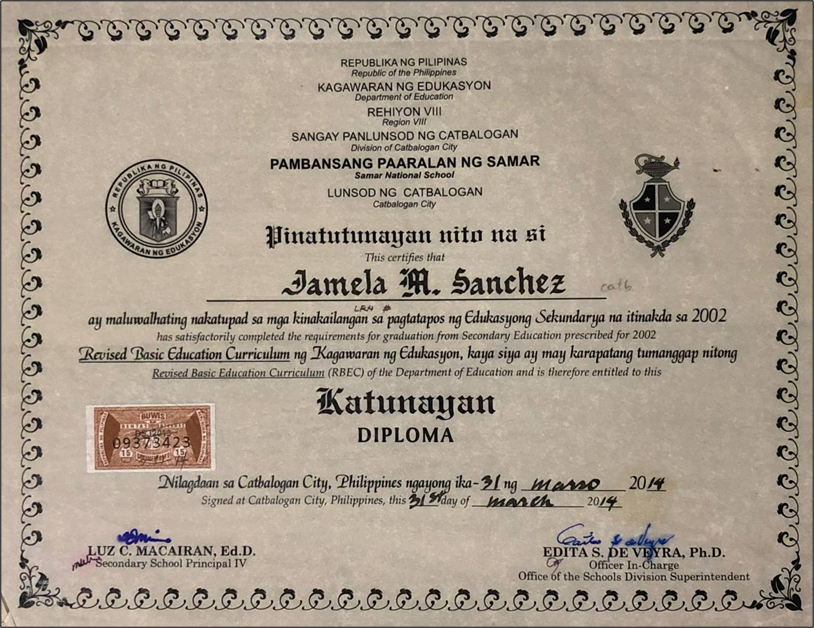 REPUBLIKA NG PILIPINAS
Republic of the Philippines
KAGAWARAN NG EDUKASYON
Department of Education
REHIYON VIII
Region VIII
SANGAY PANLUNSOD NG CATBALOGAN
Division of Catbalogan City
PAMBANSANG PAARALAN NG SAMAR
Samar National School
LUNSOD NG CATBALOGAN
Catbalogan City
REPUBLIKA NG PILIPINAS
KAGAWARAN NG EDUKASYON
Pinatutunayan nito na si
This certifies that
Jamela M. Sanchez
catb
LRN #
ay maluwalhating nakatupad sa mga kinakailangan sa pagtatapos ng Edukasyong Sekundarya na itinakda sa 2002
has satisfactorily completed the requirements for graduation from Secondary Education prescribed for 2002
Revised Basic Education Curriculum ng Kagawaran ng Edukasyon, kaya siya ay may karapatang tumanggap nitong
Revised Basic Education Curriculum (RBEC) of the Department of Education and is therefore entitled to this
Katunayan
DIPLOMA
BUWIS
09373423
15 15
Nilagdaan sa Catbalogan City, Philippines ngayong ika-31 ng marso 2014
Signed at Catbalogan City, Philippines, this 31st day of march 2014
LUZ C. MACAIRAN, Ed.D.
Secondary School Principal IV
EDITA S. DE VEYRA, Ph.D.
Officer In-Charge
Office of the Schools Division Superintendent